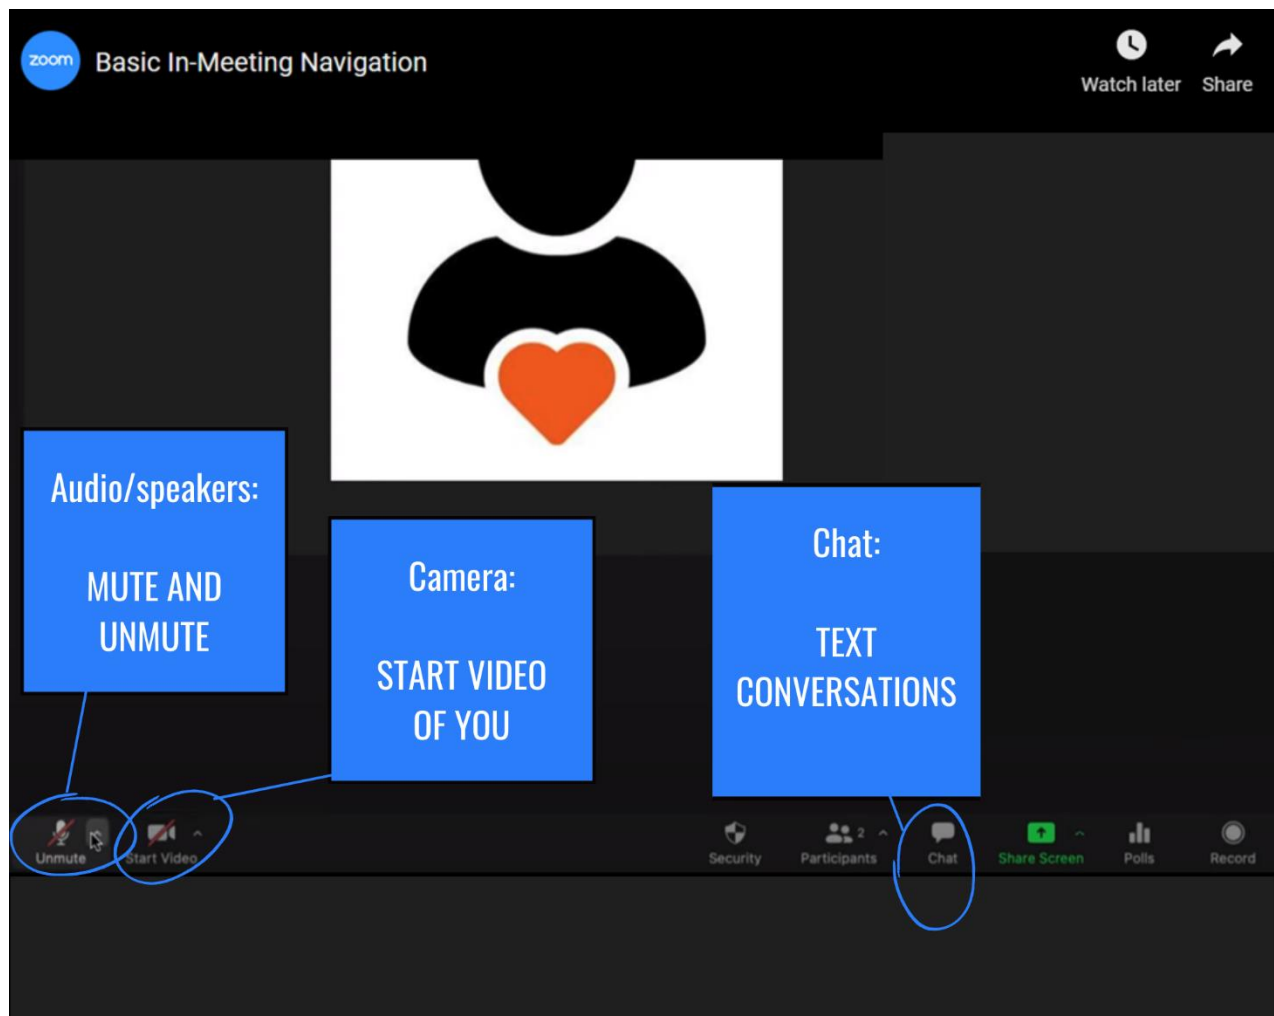 zoom
Basic In-Meeting Navigation
Watch later
Share
Audio/speakers:
MUTE AND
UNMUTE
Camera:
START VIDEO
OF YOU
Chat:
TEXT
CONVERSATIONS
Unmute
Start Video
Security
2
Participants
Chat
Share Screen
Polls
Record